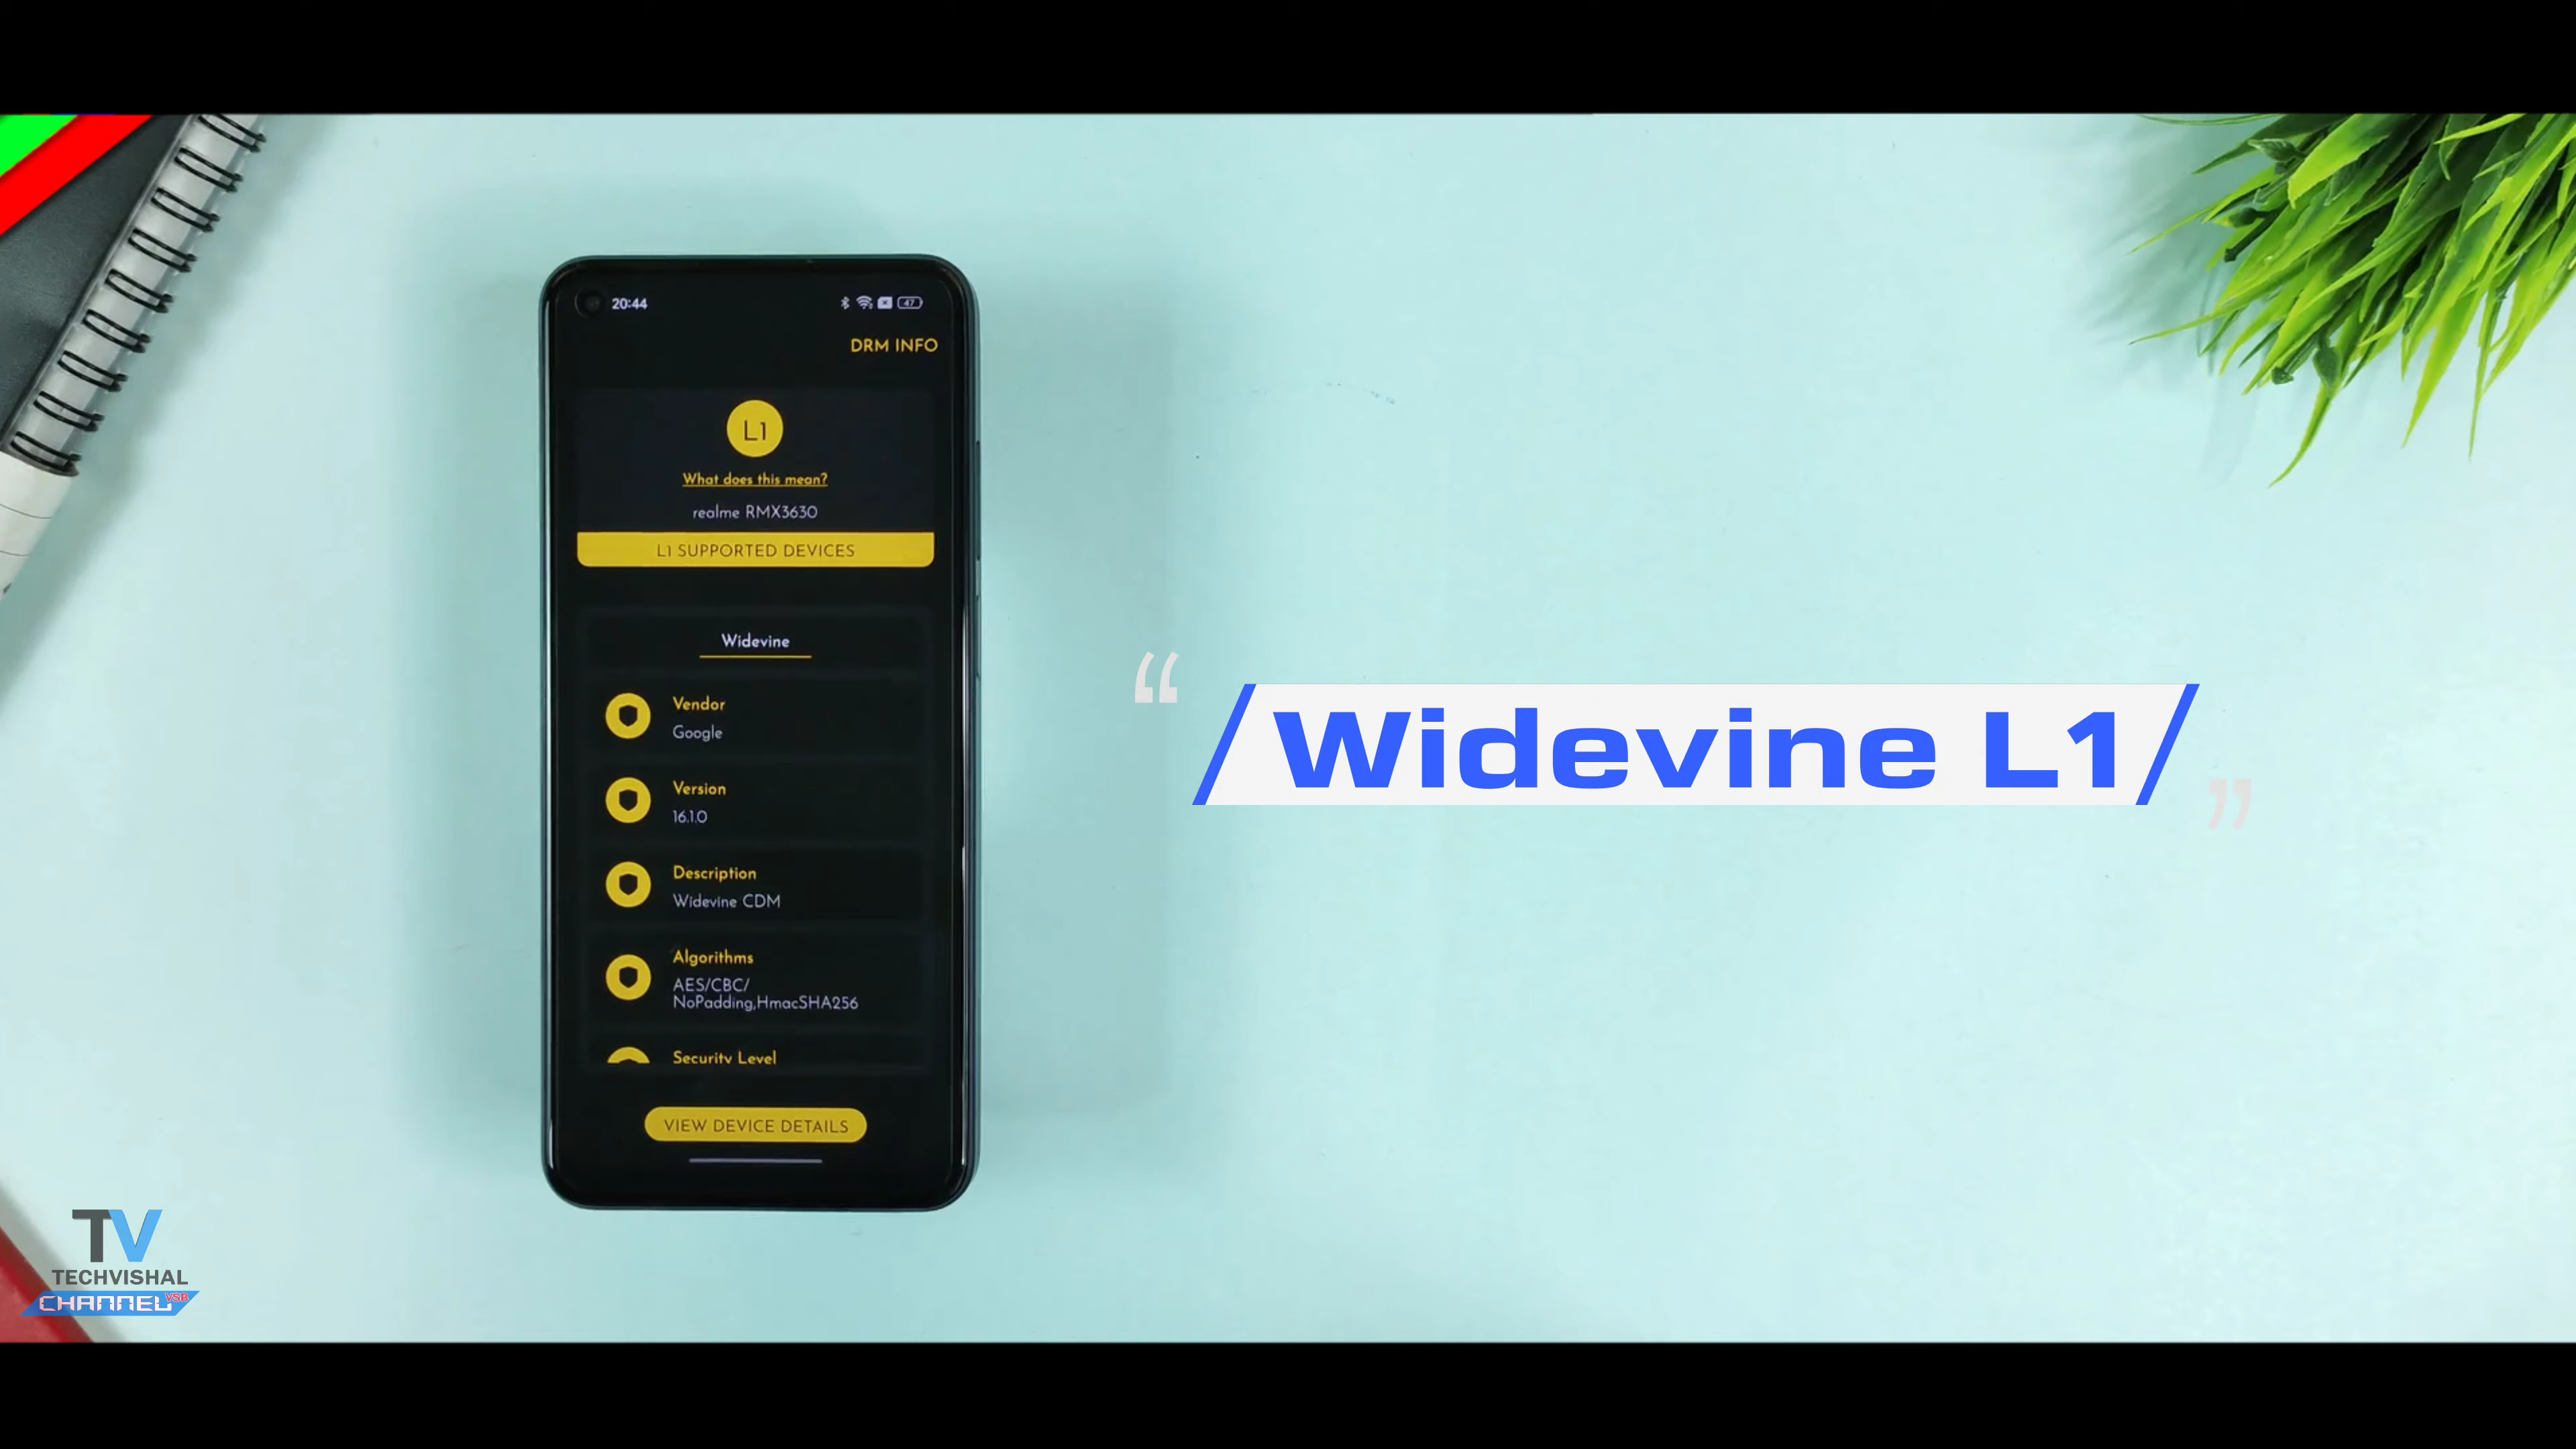 20:44
47
DRM INFO
L1
What does this mean?
realme RMX3630
L1 SUPPORTED DEVICES
Widevine
Vendor
Google
Version
16.1.0
Description
Widevine CDM
Algorithms
AES/CBC/
NoPadding,HmacSHA256
Security Level
VIEW DEVICE DETAILS
“ Widevine L1 ”
TV
TECHVISHAL
CHANNEL VSB